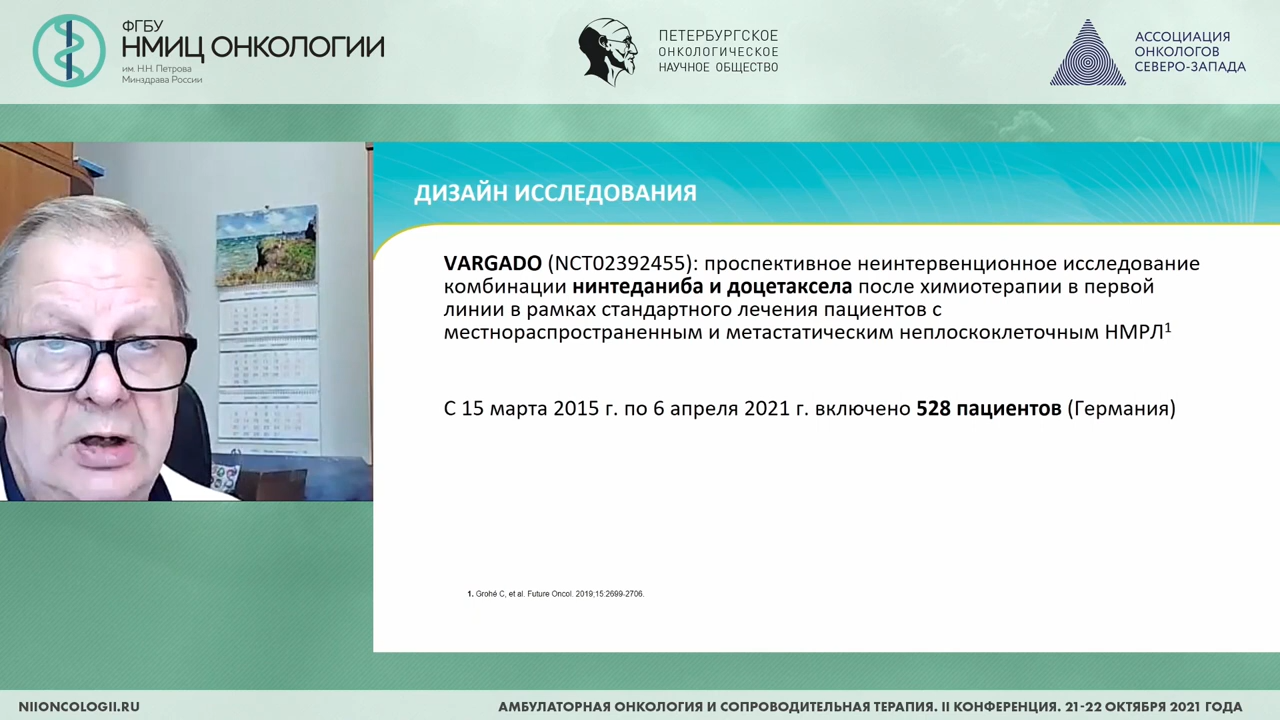 ФГБУ
НМИЦ ОНКОЛОГИИ
им. Н.Н. Петрова
Минздрава России
ПЕТЕРБУРГСКОЕ
ОНКОЛОГИЧЕСКОЕ
НАУЧНОЕ ОБЩЕСТВО
АССОЦИАЦИЯ
ОНКОЛОГОВ
СЕВЕРО-ЗАПАДА
ДИЗАЙН ИССЛЕДОВАНИЯ
VARGADO (NCT02392455): проспективное неинтервенционное исследование
комбинации нинтеданиба и доцетаксела после химиотерапии в первой
линии в рамках стандартного лечения пациентов с
местнораспространенным и метастатическим неплоскоклеточным НМРЛ¹
С 15 марта 2015 г. по 6 апреля 2021 г. включено 528 пациентов (Германия)
1. Grohé C, et al. Future Oncol. 2019;15:2699-2706.
NIIONCOLOGII.RU
АМБУЛАТОРНАЯ ОНКОЛОГИЯ И СОПРОВОДИТЕЛЬНАЯ ТЕРАПИЯ. II КОНФЕРЕНЦИЯ. 21-22 ОКТЯБРЯ 2021 ГОДА